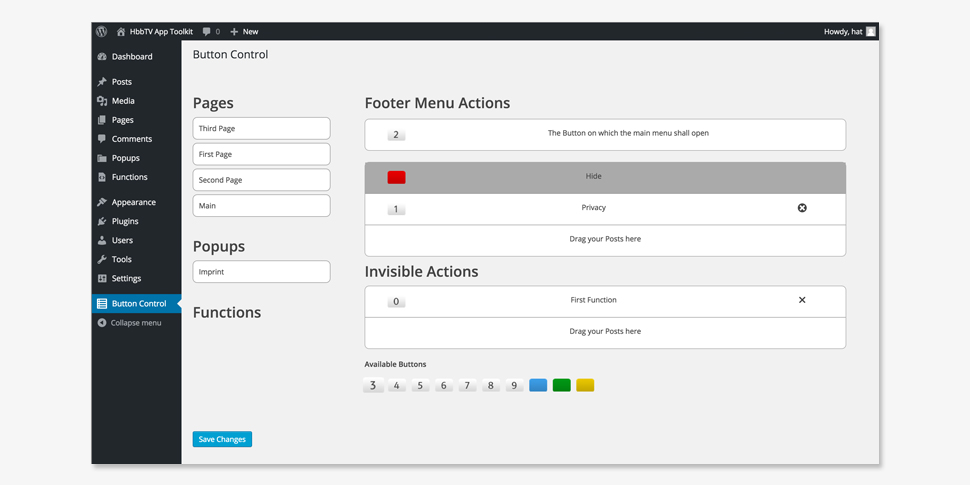 HbbTV App Toolkit 0 New Howdy, hat
Dashboard
Posts
Media
Pages
Comments
Popups
Functions
Appearance
Plugins
Users
Tools
Settings
Button Control
Collapse menu
Button Control
Pages
Third Page
First Page
Second Page
Main
Popups
Imprint
Functions
Footer Menu Actions
2 The Button on which the main menu shall open
Hide
1 Privacy
Drag your Posts here
Invisible Actions
0 First Function
Drag your Posts here
Available Buttons
3 4 5 6 7 8 9
Save Changes